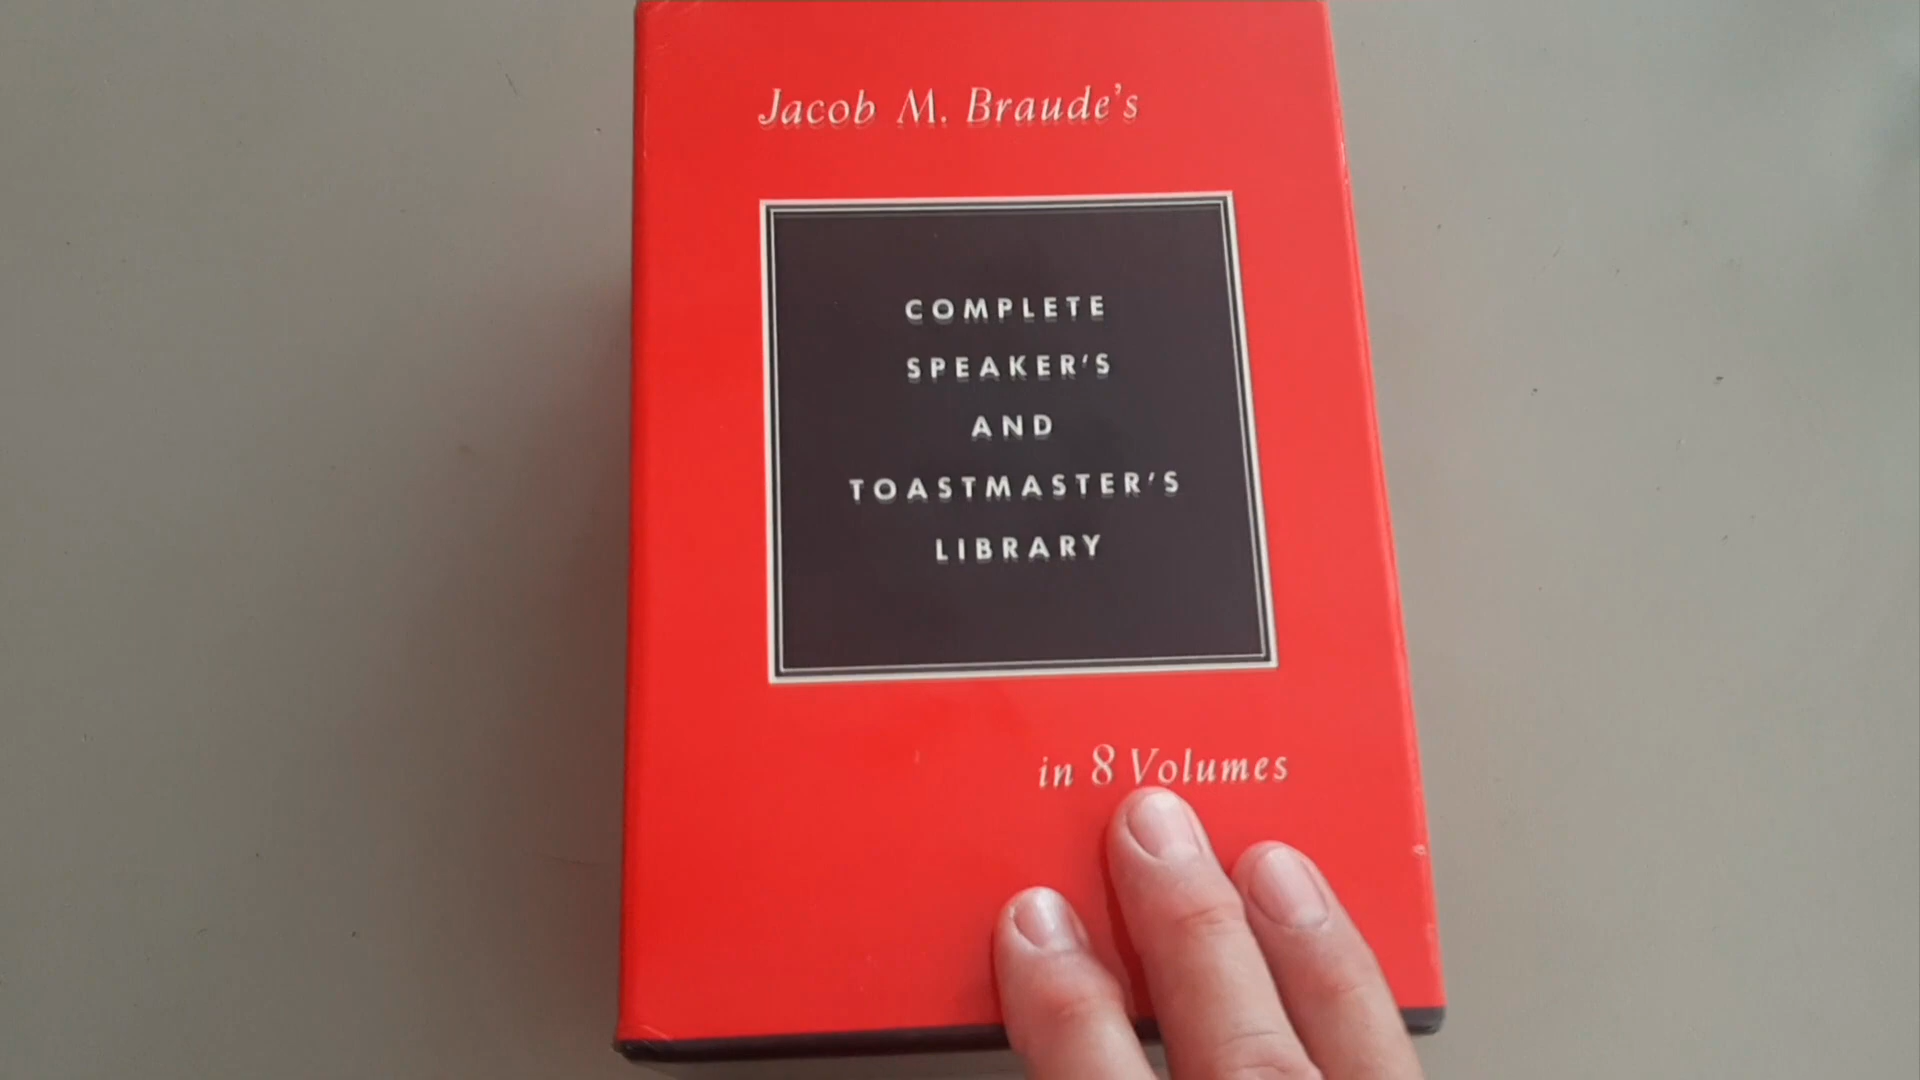 Jacob M. Braude's
COMPLETE
SPEAKER'S
AND
TOASTMASTER'S
LIBRARY
in 8 Volumes